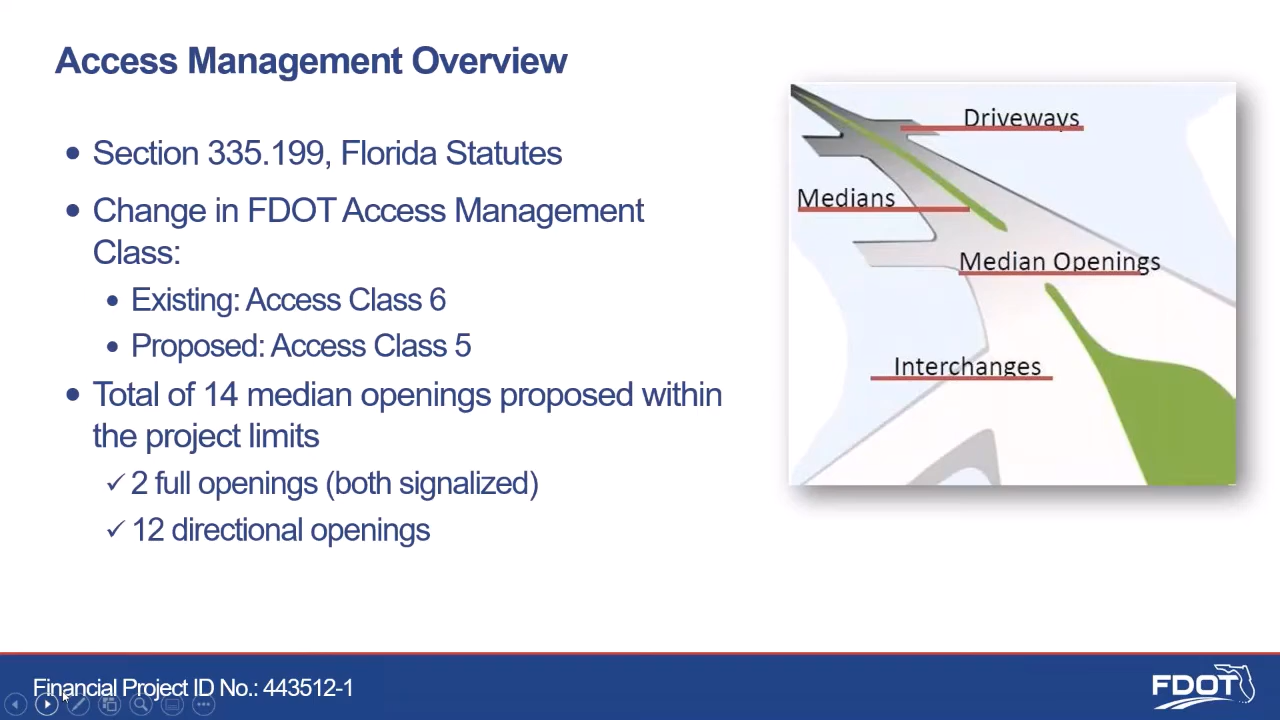 Access Management Overview
• Section 335.199, Florida Statutes
• Change in FDOT Access Management
Class:
• Existing: Access Class 6
• Proposed: Access Class 5
• Total of 14 median openings proposed within
the project limits
✓ 2 full openings (both signalized)
✓ 12 directional openings
Driveways
Medians
Median Openings
Interchanges
Financial Project ID No.: 443512-1
FDOT